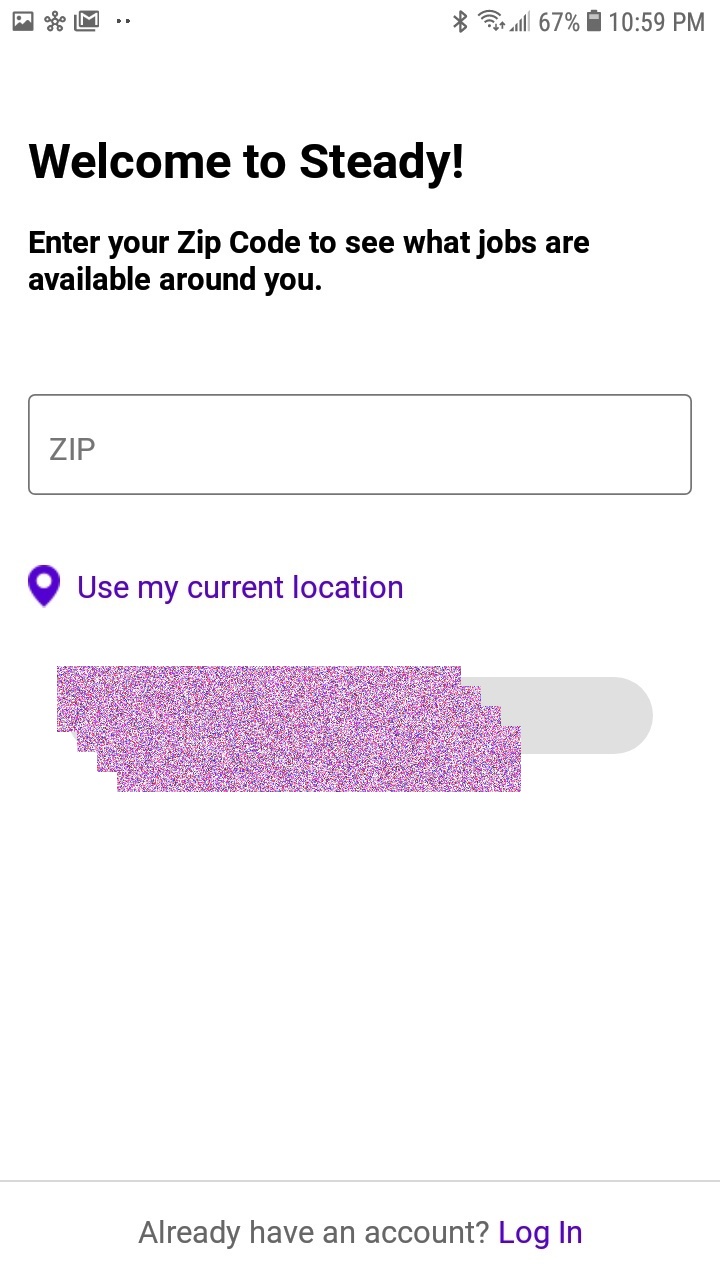 67% 10:59 PM
Welcome to Steady!
Enter your Zip Code to see what jobs are
available around you.
ZIP
Use my current location
Already have an account? Log In